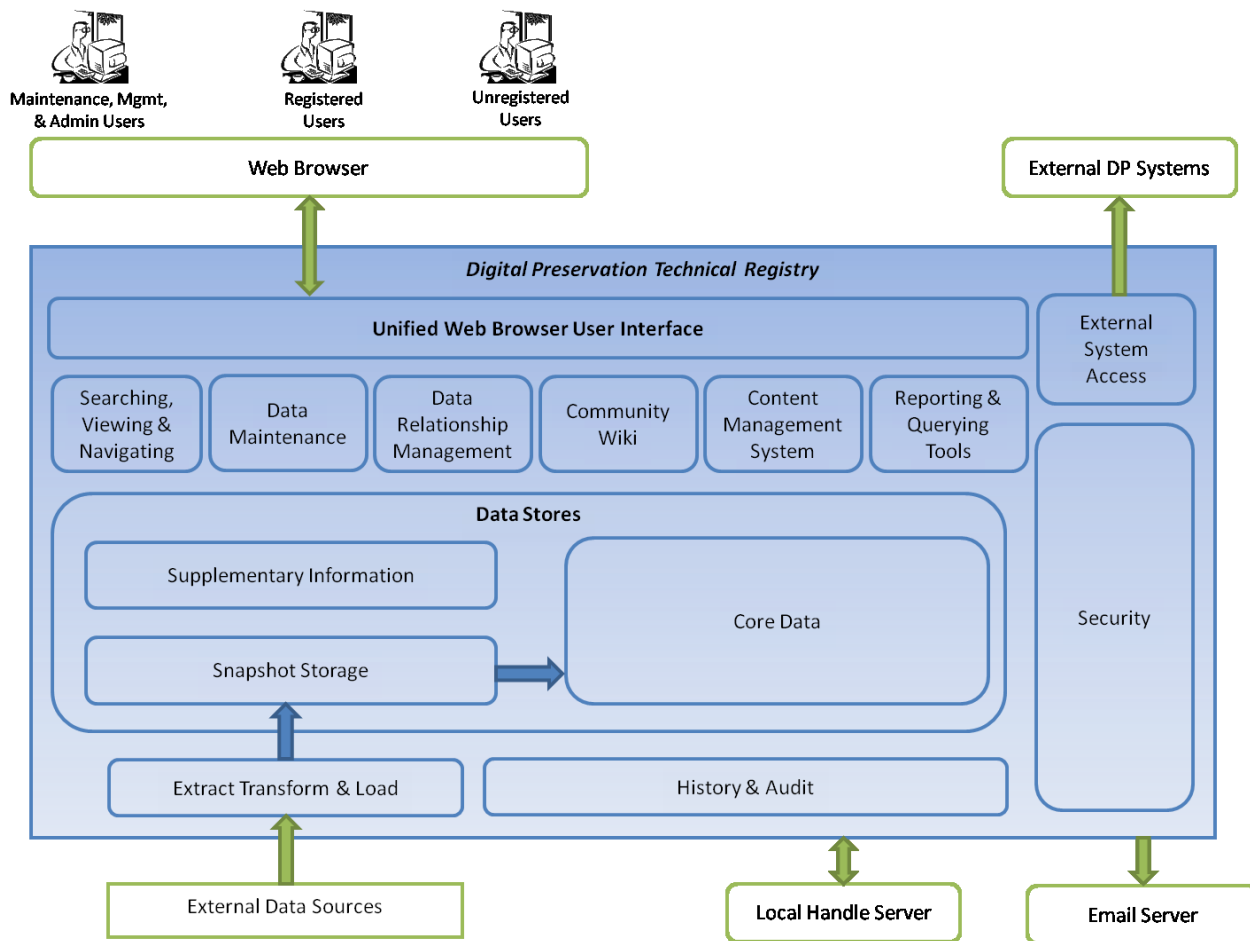 Maintenance, Mgmt,
& Admin Users
Registered
Users
Unregistered
Users
Web Browser
External DP Systems
Digital Preservation Technical Registry
Unified Web Browser User Interface
External
System
Access
Searching,
Viewing &
Navigating
Data
Maintenance
Data
Relationship
Management
Community
Wiki
Content
Management
System
Reporting &
Querying
Tools
Data Stores
Supplementary Information
Core Data
Security
Snapshot Storage
Extract Transform & Load
History & Audit
External Data Sources
Local Handle Server
Email Server